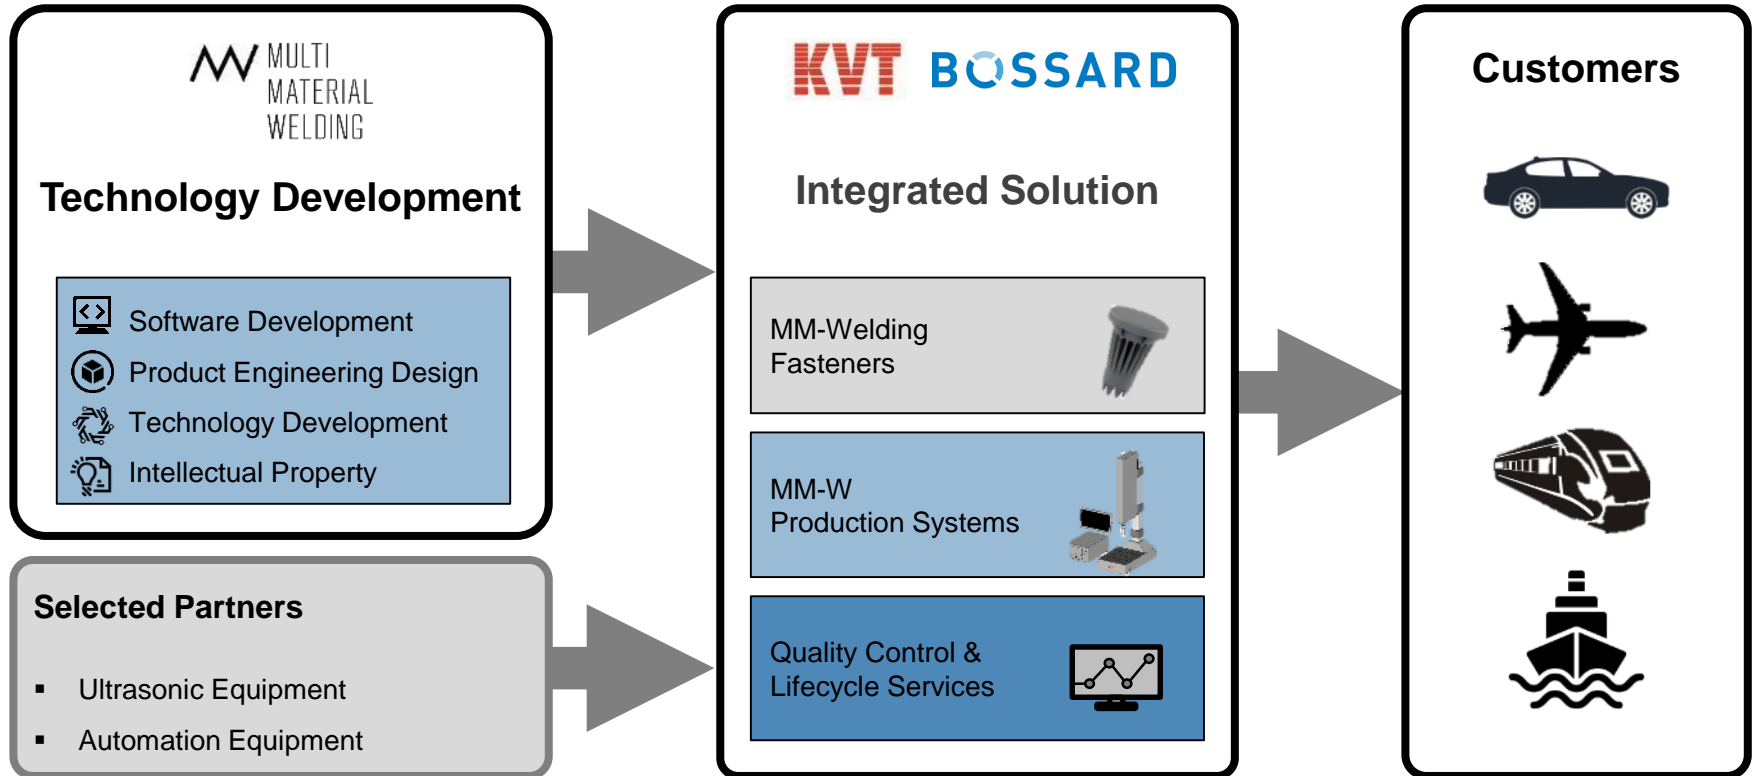 MULTI
MATERIAL
WELDING
Technology Development
Software Development
Product Engineering Design
Technology Development
Intellectual Property
Selected Partners
▪ Ultrasonic Equipment
▪ Automation Equipment
KVT BOSSARD
Integrated Solution
MM-Welding
Fasteners
MM-W
Production Systems
Quality Control &
Lifecycle Services
Customers